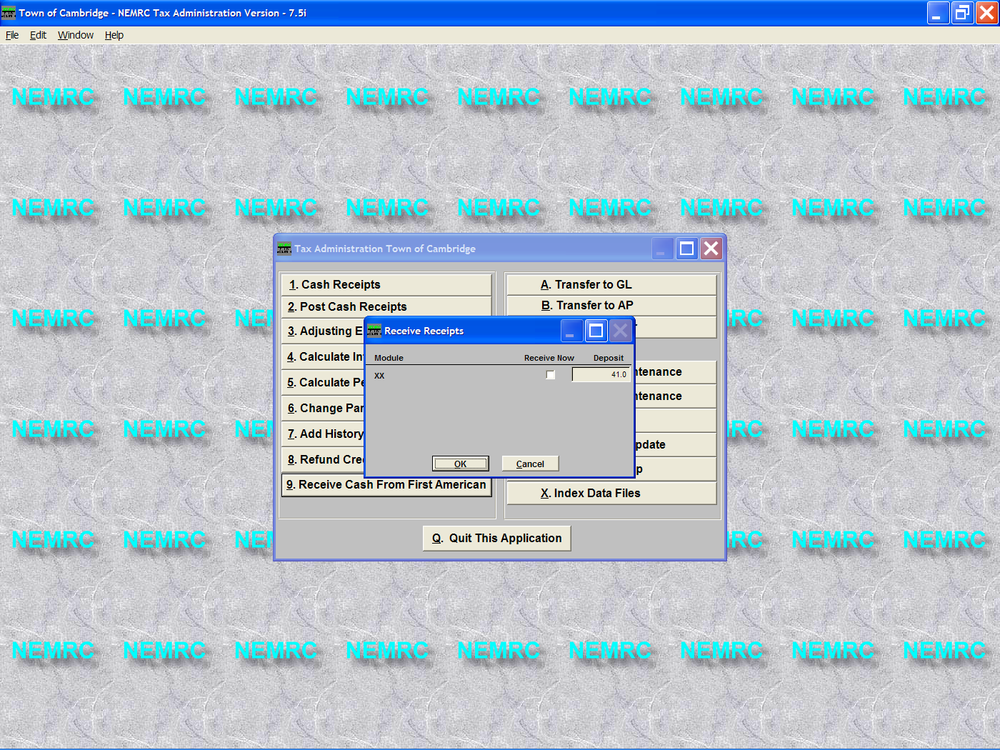 Town of Cambridge - NEMRC Tax Administration Version - 7.5i
File Edit Window Help
NEMRC NEMRC NEMRC NEMRC NEMRC NEMRC NEMRC NEMRC NEMRC
NEMRC NEMRC NEMRC NEMRC NEMRC NEMRC NEMRC NEMRC NEMRC
Tax Administration Town of Cambridge
1. Cash Receipts
2. Post Cash Receipts
3. Adjusting E
4. Calculate In
5. Calculate Pe
6. Change Par
7. Add History
8. Refund Cre
9. Receive Cash From First American
A. Transfer to GL
B. Transfer to AP
ntenance
ntenance
pdate
p
X. Index Data Files
Q. Quit This Application
Receive Receipts
Module Receive Now Deposit
XX 41.0
OK Cancel
NEMRC NEMRC NE RC NEMRC NEMRC
NEMRC NEMRC NE RC NEMRC NEMRC
NEMRC NEMRC NE RC NEMRC NEMRC
NEMRC NEMRC NEMRC NEMRC NEMRC NEMRC NEMRC NEMRC NEMRC